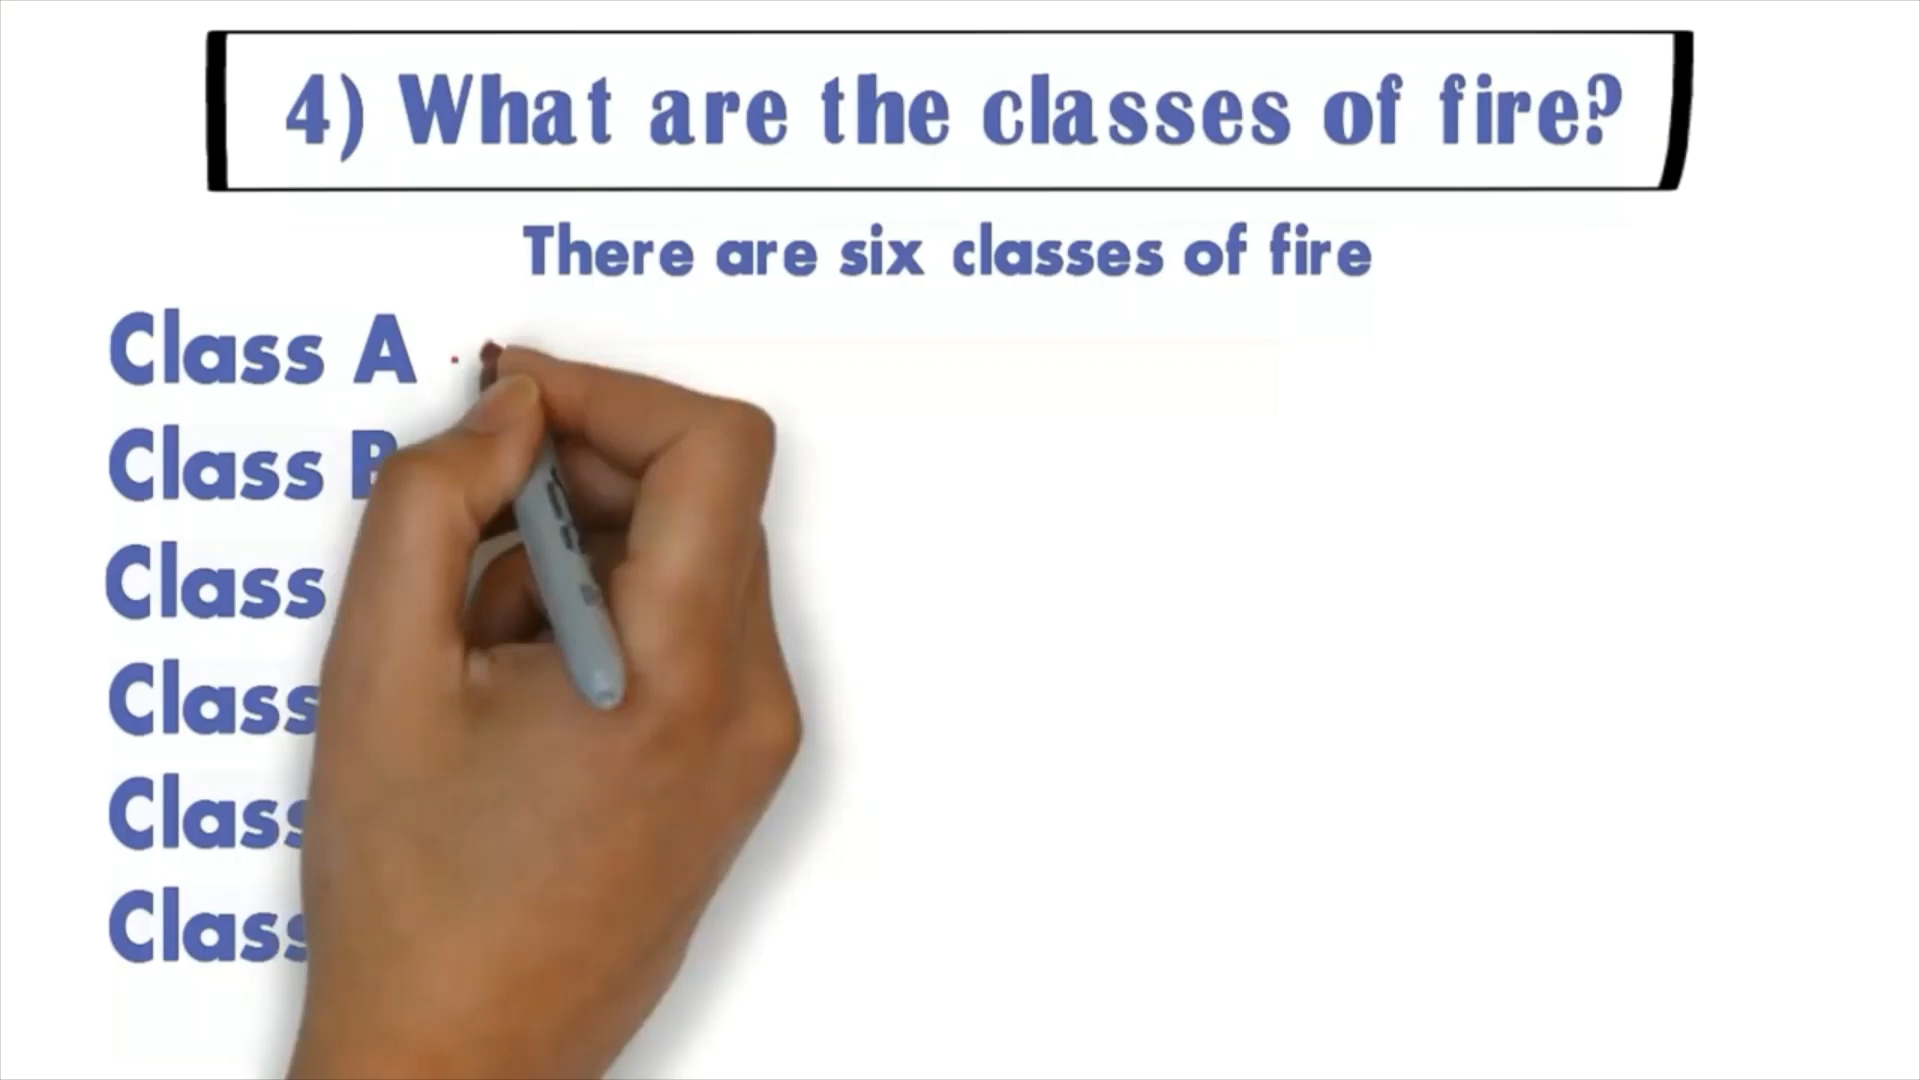 4) What are the classes of fire?
There are six classes of fire
Class A
Class B
Class
Class
Class
Class